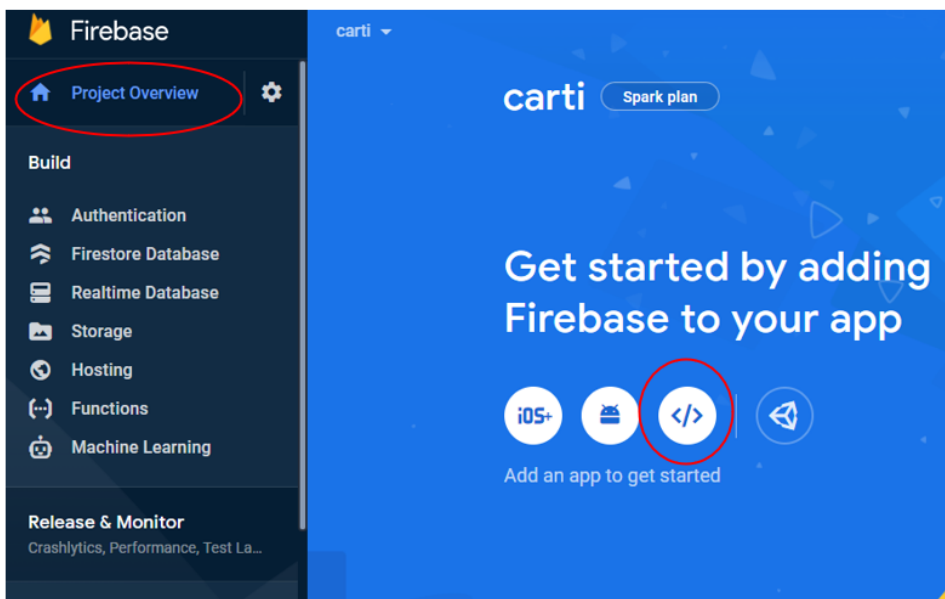 Firebase
Project Overview
Build
Authentication
Firestore Database
Realtime Database
Storage
Hosting
Functions
Machine Learning
Release & Monitor
Crashlytics, Performance, Test La...
carti
carti Spark plan
Get started by adding
Firebase to your app
iOS+ </>
Add an app to get started